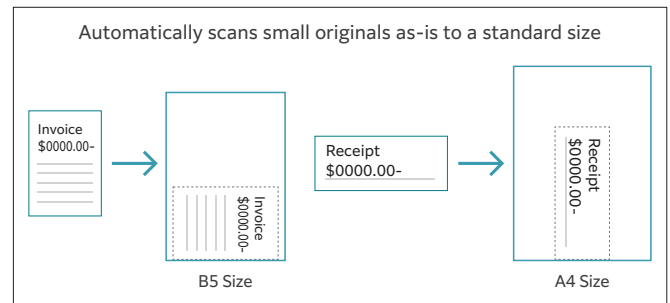 Automatically scans small originals as-is to a standard size
Invoice
$0000.00-
Invoice
$0000.00-
B5 Size
Receipt
$0000.00-
Receipt
$0000.00-
A4 Size